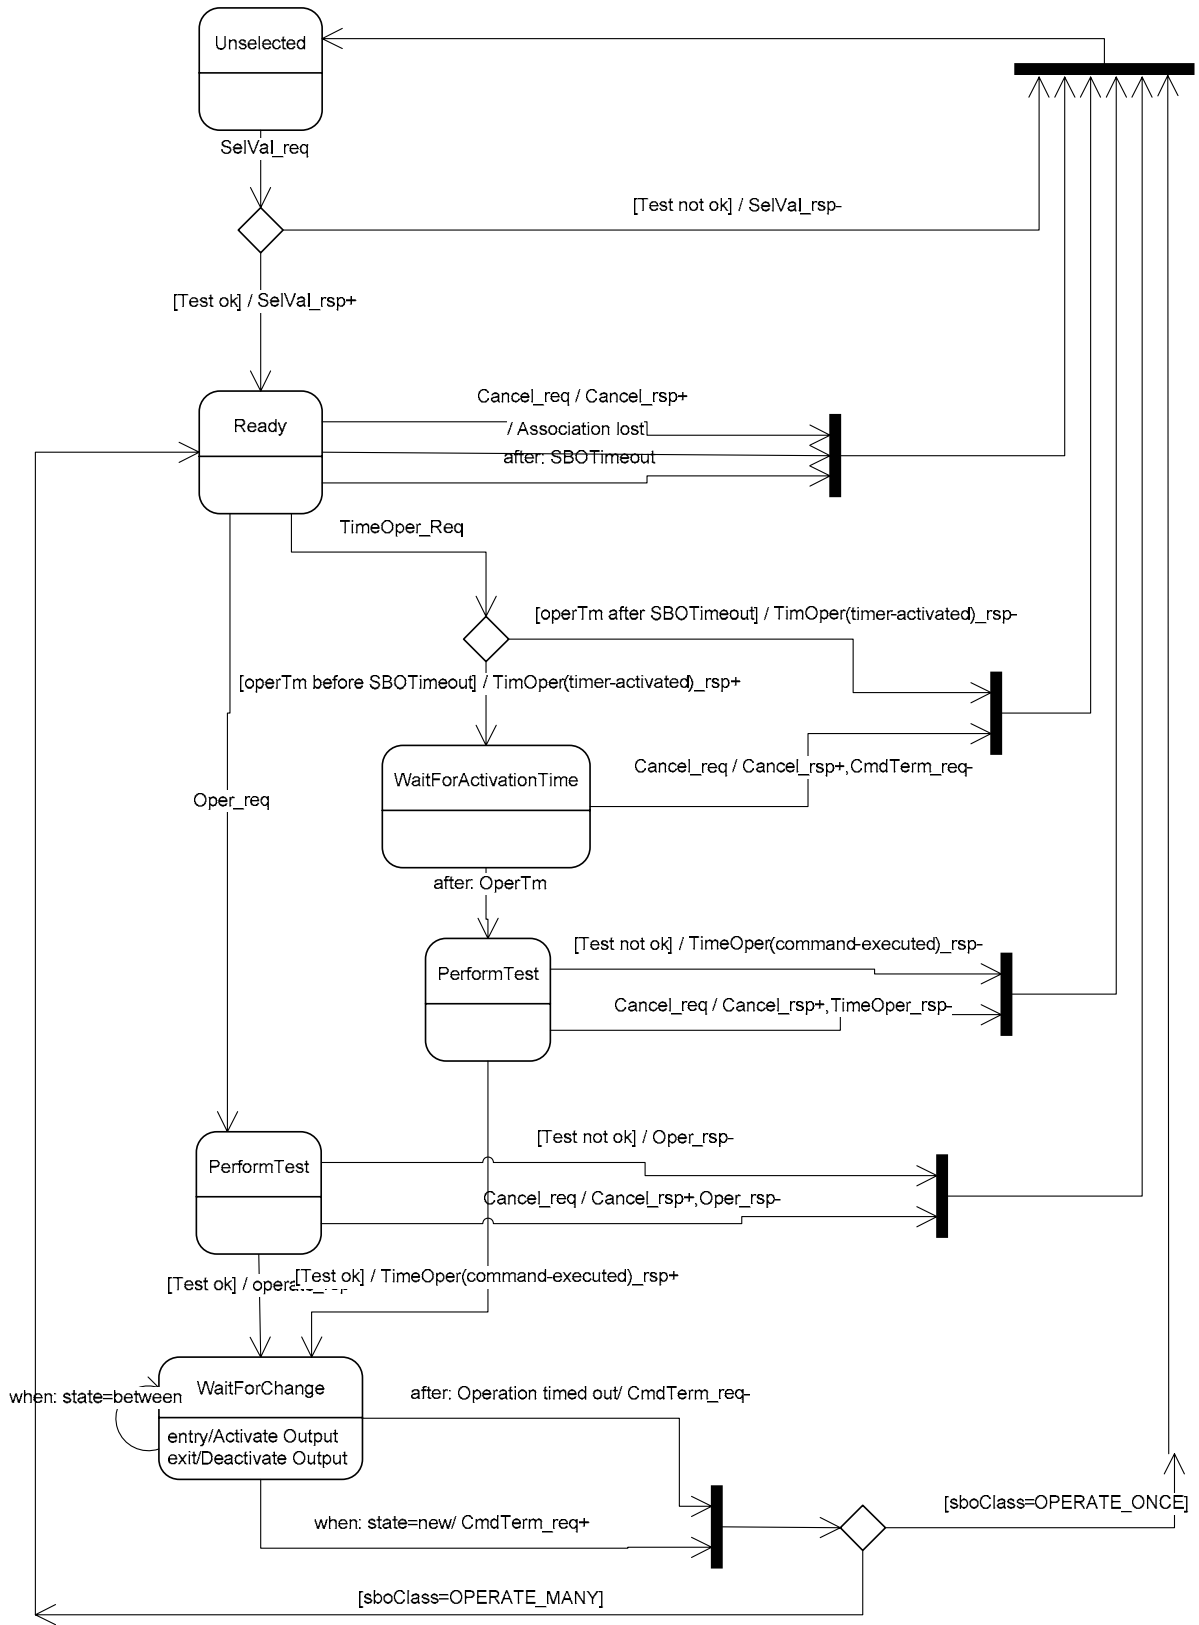 Unselected
SelVal_req
[Test not ok] / SelVal_rsp-
[Test ok] / SelVal_rsp+
Ready
Cancel_req / Cancel_rsp+
/ Association lost
after: SBOTimeout
TimeOper_Req
[operTm after SBOTimeout] / TimOper(timer-activated)_rsp-
[operTm before SBOTimeout] / TimOper(timer-activated)_rsp+
WaitForActivationTime
Cancel_req / Cancel_rsp+,CmdTerm_req-
Oper_req
after: OperTm
PerformTest
[Test not ok] / TimeOper(command-executed)_rsp-
Cancel_req / Cancel_rsp+,TimeOper_rsp-
PerformTest
[Test not ok] / Oper_rsp-
Cancel_req / Cancel_rsp+,Oper_rsp-
[Test ok] /
[Test ok] / TimeOper(command-executed)_rsp+
WaitForChange
when: state=between
entry/Activate Output
exit/Deactivate Output
after: Operation timed out/ CmdTerm_req-
when: state=new/ CmdTerm_req+
[sboClass=OPERATE_ONCE]
[sboClass=OPERATE_MANY]